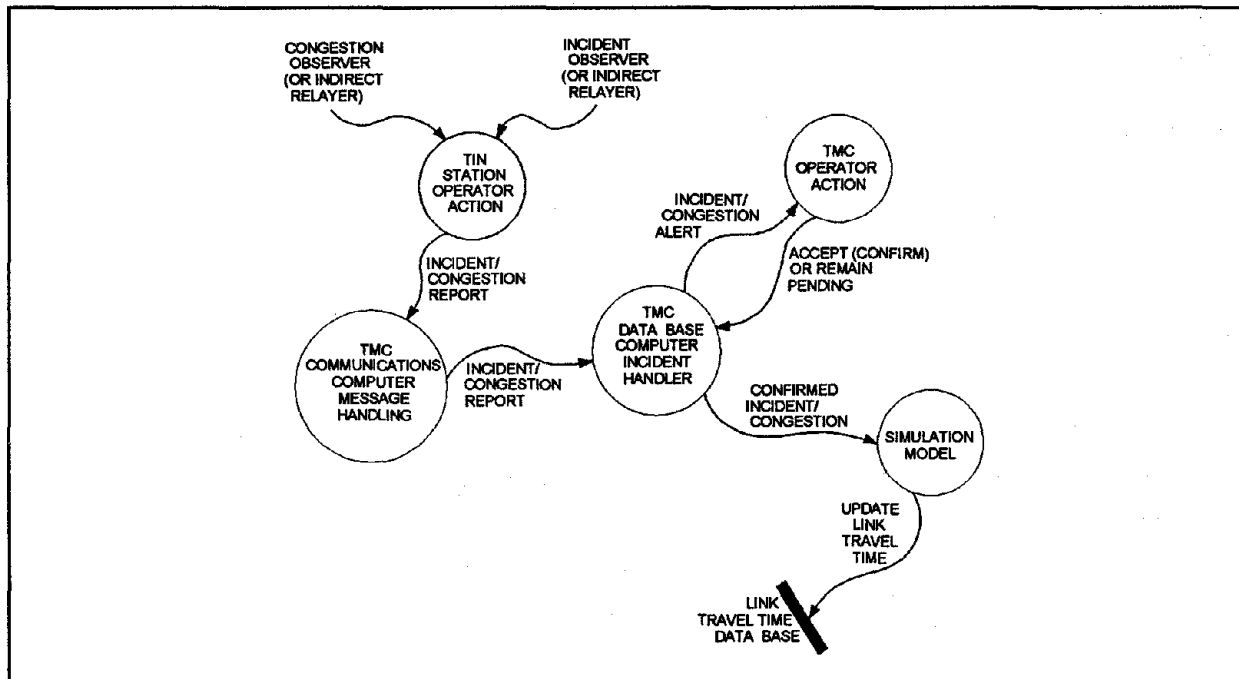 CONGESTION
OBSERVER
(OR INDIRECT
RELAYER)
INCIDENT
OBSERVER
(OR INDIRECT
RELAYER)
TIN
STATION
OPERATOR
ACTION
TMC
OPERATOR
ACTION
INCIDENT/
CONGESTION
ALERT
ACCEPT (CONFIRM)
OR REMAIN
PENDING
INCIDENT/
CONGESTION
REPORT
TMC
COMMUNICATIONS
COMPUTER
MESSAGE
HANDLING
INCIDENT/
CONGESTION
REPORT
TMC
DATA BASE
COMPUTER
INCIDENT
HANDLER
CONFIRMED
INCIDENT/
CONGESTION
SIMULATION
MODEL
UPDATE
LINK
TRAVEL
TIME
LINK
TRAVEL TIME
DATA BASE